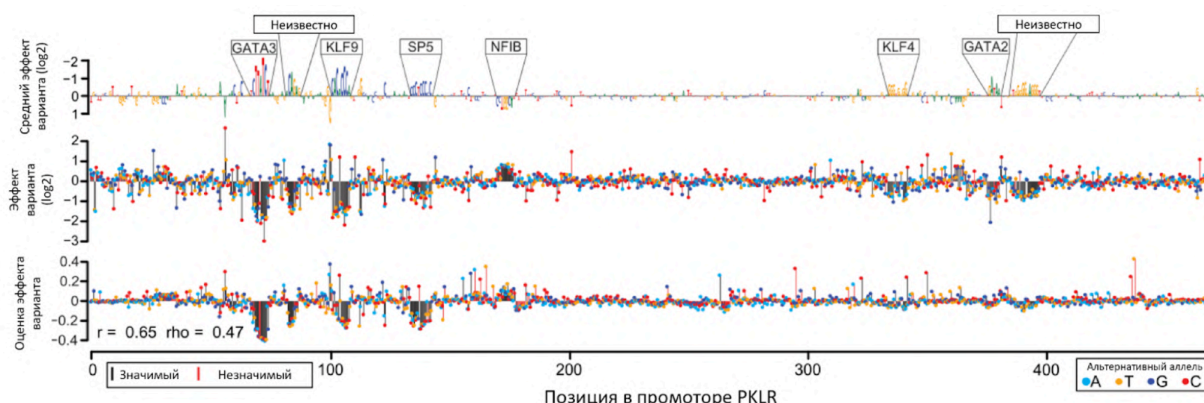 Неизвестно
Неизвестно
GATA3
KLF9
SP5
NFIB
KLF4
GATA2
Средний эффект
варианта (log2)
−2
−1
0
1
Эффект
варианта
(log2)
2
1
0
−1
−2
−3
Оценка эффекта
варианта
0.4
0.2
0
−0.2
−0.4
r = 0.65 rho = 0.47
0 100 200 300 400
Значимый Незначимый
Альтернативный аллель
A T G C
Позиция в промоторе PKLR